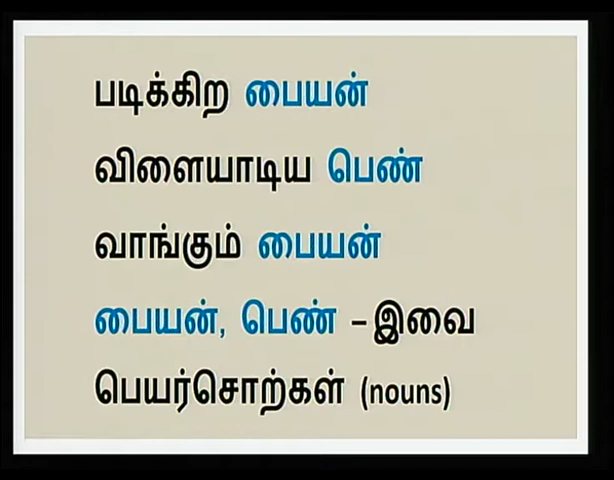 படிக்கிற பையன்
விளையாடிய பெண்
வாங்கும் பையன்
பையன், பெண் – இவை
பெயர்சொற்கள் (nouns)